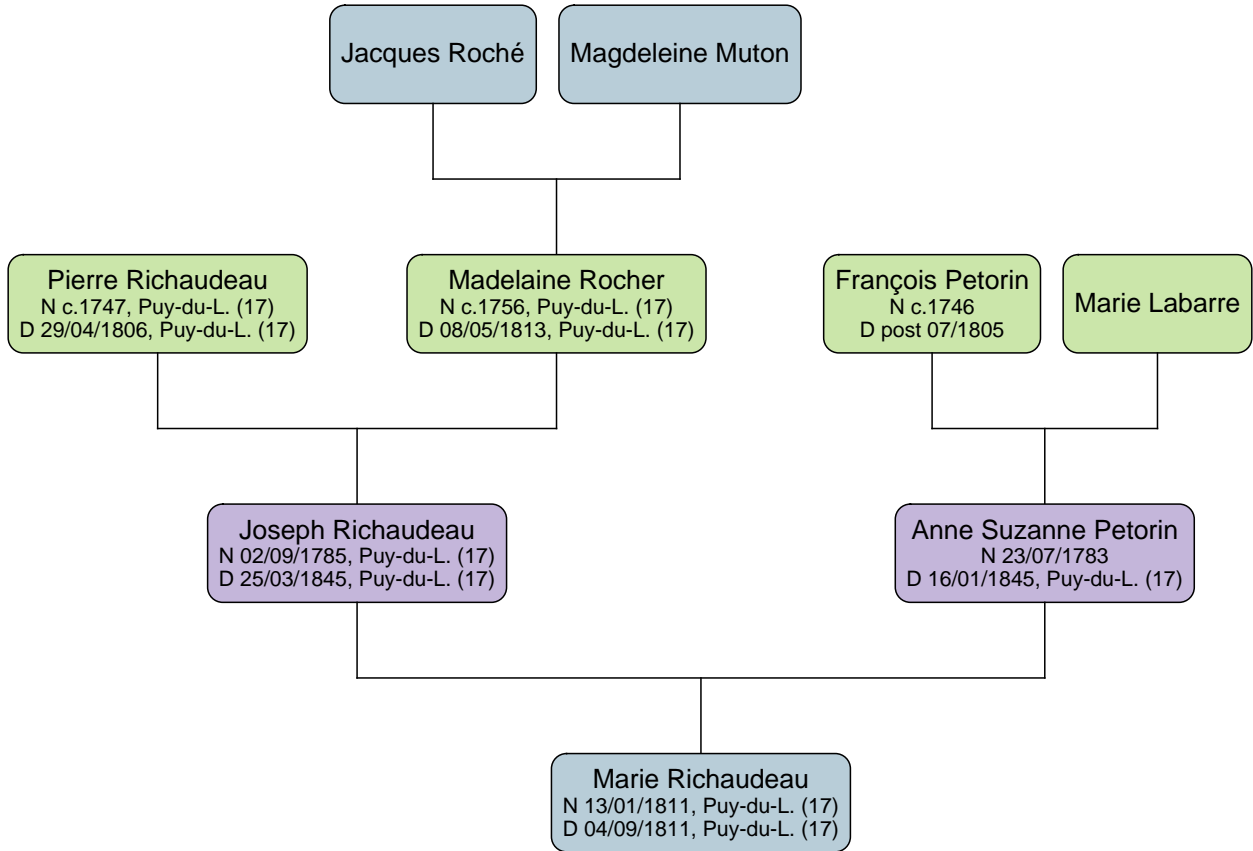 Jacques Roché
Magdeleine Muton
Pierre Richaudeau
N c.1747, Puy-du-L. (17)
D 29/04/1806, Puy-du-L. (17)
Madelaine Rocher
N c.1756, Puy-du-L. (17)
D 08/05/1813, Puy-du-L. (17)
François Petorin
N c.1746
D post 07/1805
Marie Labarre
Joseph Richaudeau
N 02/09/1785, Puy-du-L. (17)
D 25/03/1845, Puy-du-L. (17)
Anne Suzanne Petorin
N 23/07/1783
D 16/01/1845, Puy-du-L. (17)
Marie Richaudeau
N 13/01/1811, Puy-du-L. (17)
D 04/09/1811, Puy-du-L. (17)